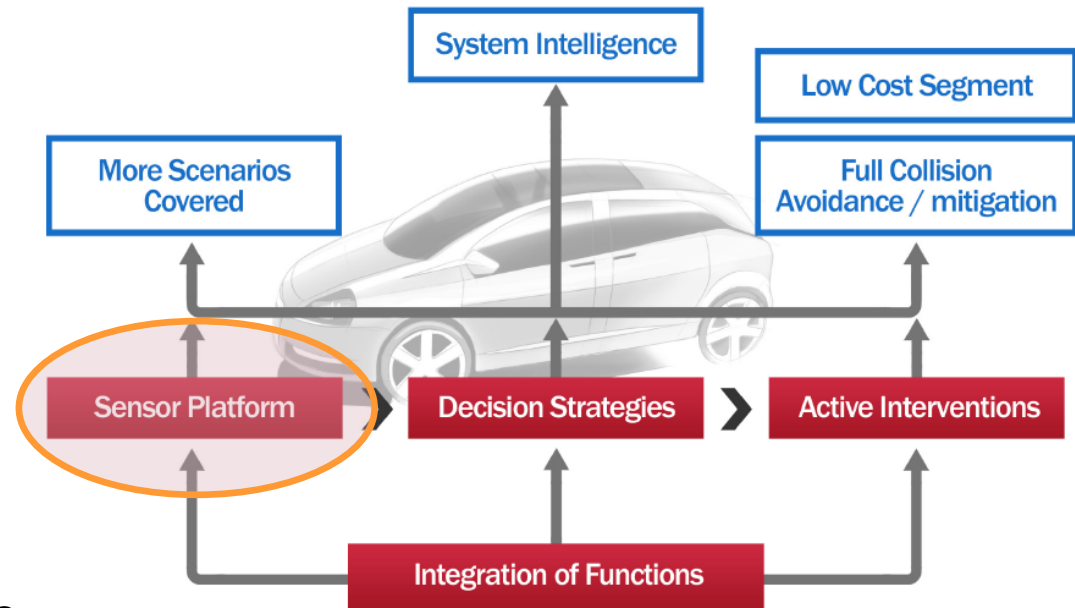 System Intelligence
Low Cost Segment
More Scenarios
Covered
Full Collision
Avoidance / mitigation
Sensor Platform
Decision Strategies
Active Interventions
Integration of Functions